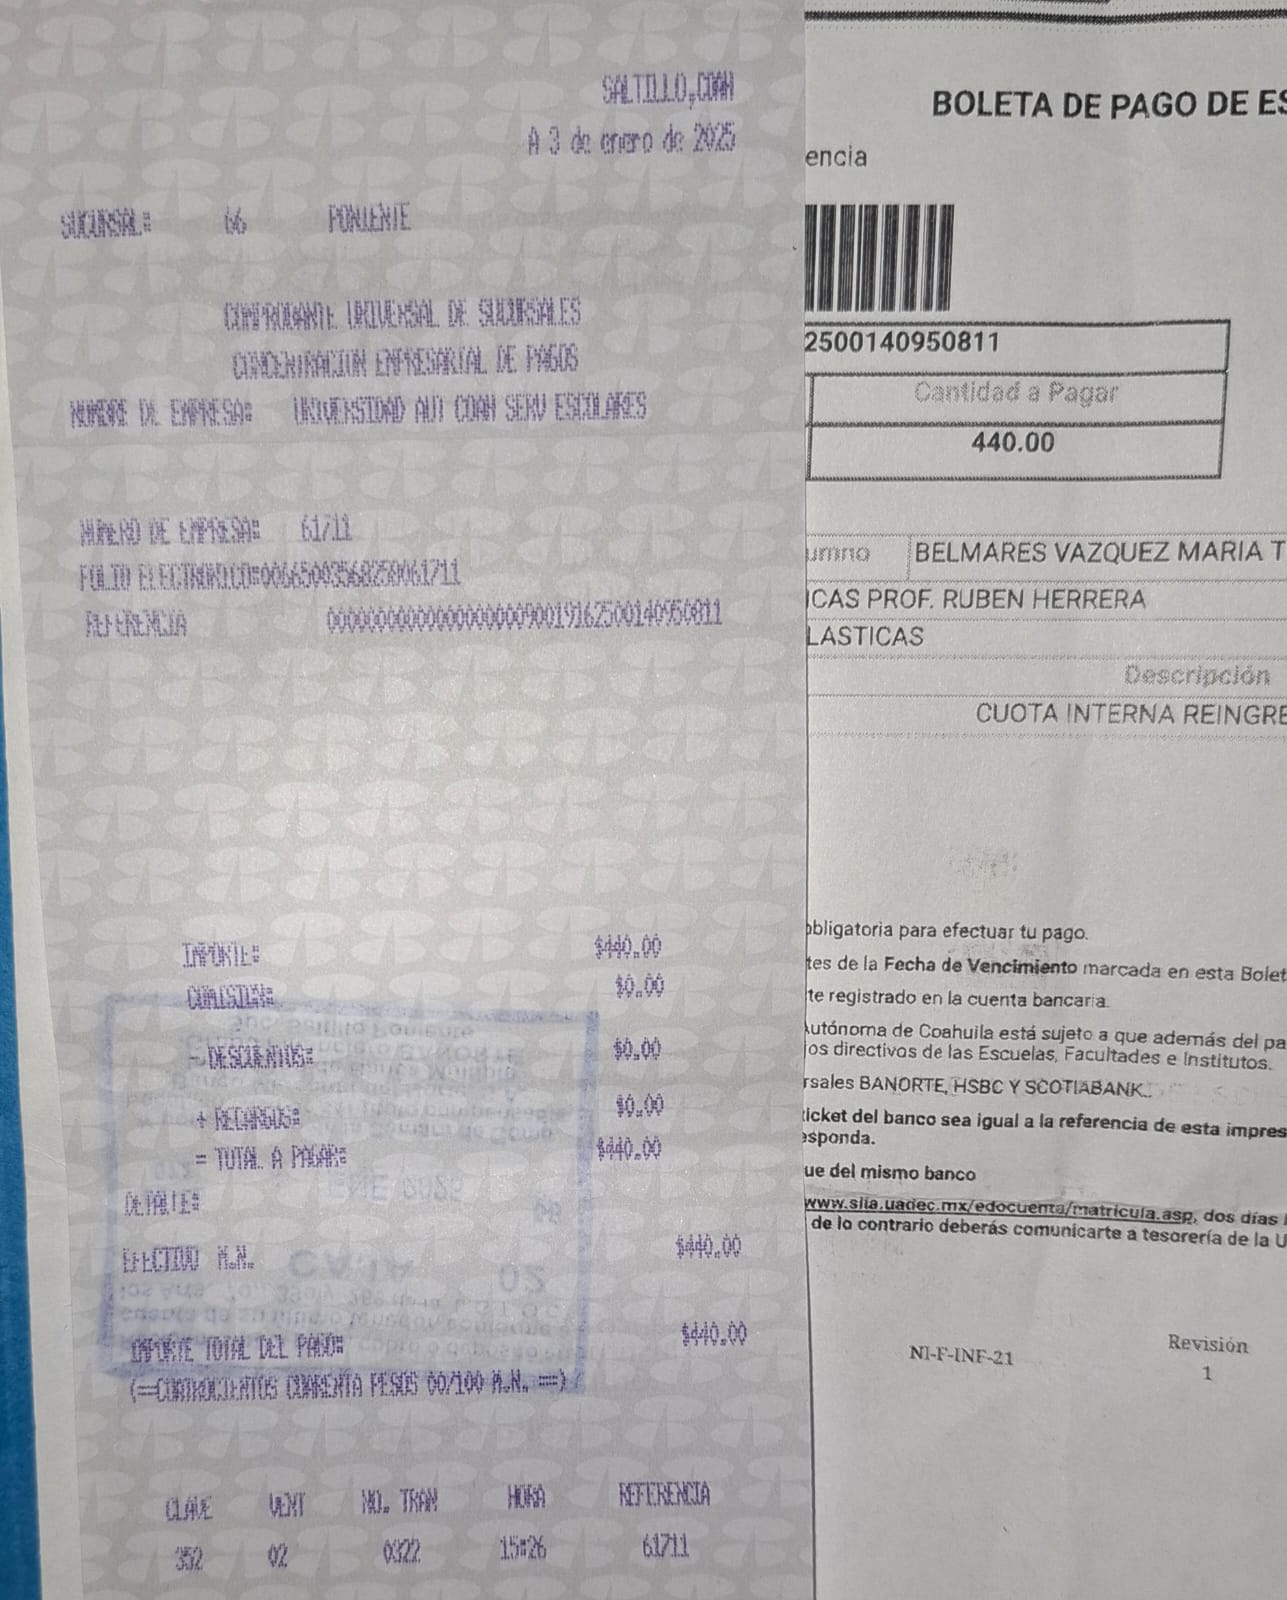 SALTILLO,COAH
A 3 de enero de 2025
SUCURSAL: 66 PONIENTE
COMPROBANTE UNIVERSAL DE SUCURSALES
CONCENTRACION EMPRESARIAL DE PAGOS
NOMBRE DE EMPRESA: UNIVERSIDAD AUT COAH SERV ESCOLARES
NUMERO DE EMPRESA: 61711
FOLIO ELECTRONICO:
REFERENCIA
IMPORTE: $440.00
COMISION: $0.00
- DESCUENTOS: $0.00
+ RECARGOS: $0.00
= TOTAL A PAGAR: $440.00
DETALLE:
EFECTIVO M.N. $440.00
IMPORTE TOTAL DEL PAGO: $440.00
(==CUATROCIENTOS CUARENTA PESOS 00/100 M.N. ==)
CLAVE VENT NO. TRAN HORA REFERENCIA
352 02 0322 15:26 61711
CAJA 02
ENE 2025
BOLETA DE PAGO DE ES
encia
2500140950811
Cantidad a Pagar
440.00
umno BELMARES VAZQUEZ MARIA T
ICAS PROF. RUBEN HERRERA
LASTICAS
Descripción
CUOTA INTERNA REINGRE
obligatoria para efectuar tu pago.
tes de la Fecha de Vencimiento marcada en esta Bolet
te registrado en la cuenta bancaria.
Autónoma de Coahuila está sujeto a que además del pa
os directivos de las Escuelas, Facultades e Institutos.
rsales BANORTE, HSBC Y SCOTIABANK.
ticket del banco sea igual a la referencia de esta impres
esponda.
ue del mismo banco
www.siia.uadec.mx/edocuenta/matricula.asp, dos días
de lo contrario deberás comunicarte a tesorería de la U
NI-F-INF-21
Revisión
1